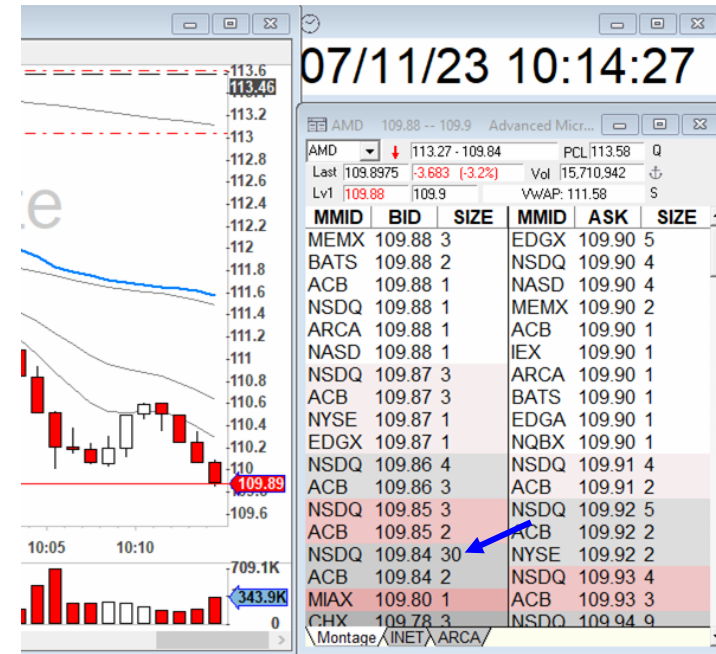 07/11/23 10:14:27
113.6
113.46
113.2
113
112.8
112.6
112.4
112.2
112
111.8
111.6
111.4
111.2
111
110.8
110.6
110.4
110.2
110
109.89
109.6
10:05 10:10
709.1K
343.9K
0
ze
AMD 109.88 -- 109.9 Advanced Micr...
AMD 113.27 - 109.84 PCL 113.58 Q
Last 109.8975 -3.683 (-3.2%) Vol 15,710,942
Lv1 109.88 109.9 VWAP: 111.58 S
MMID BID SIZE MMID ASK SIZE
MEMX 109.88 3 EDGX 109.90 5
BATS 109.88 2 NSDQ 109.90 4
ACB 109.88 1 NASD 109.90 4
NSDQ 109.88 1 MEMX 109.90 2
ARCA 109.88 1 ACB 109.90 1
NASD 109.88 1 IEX 109.90 1
NSDQ 109.87 3 ARCA 109.90 1
ACB 109.87 3 BATS 109.90 1
NYSE 109.87 1 EDGA 109.90 1
EDGX 109.87 1 NQBX 109.90 1
NSDQ 109.86 4 NSDQ 109.91 4
ACB 109.86 3 ACB 109.91 2
NSDQ 109.85 3 NSDQ 109.92 5
ACB 109.85 2 ACB 109.92 2
NSDQ 109.84 30 NYSE 109.92 2
ACB 109.84 2 NSDQ 109.93 4
MIAX 109.80 1 ACB 109.93 3
CHX 109.78 3 NSDQ 109.94 9
Montage INET ARCA